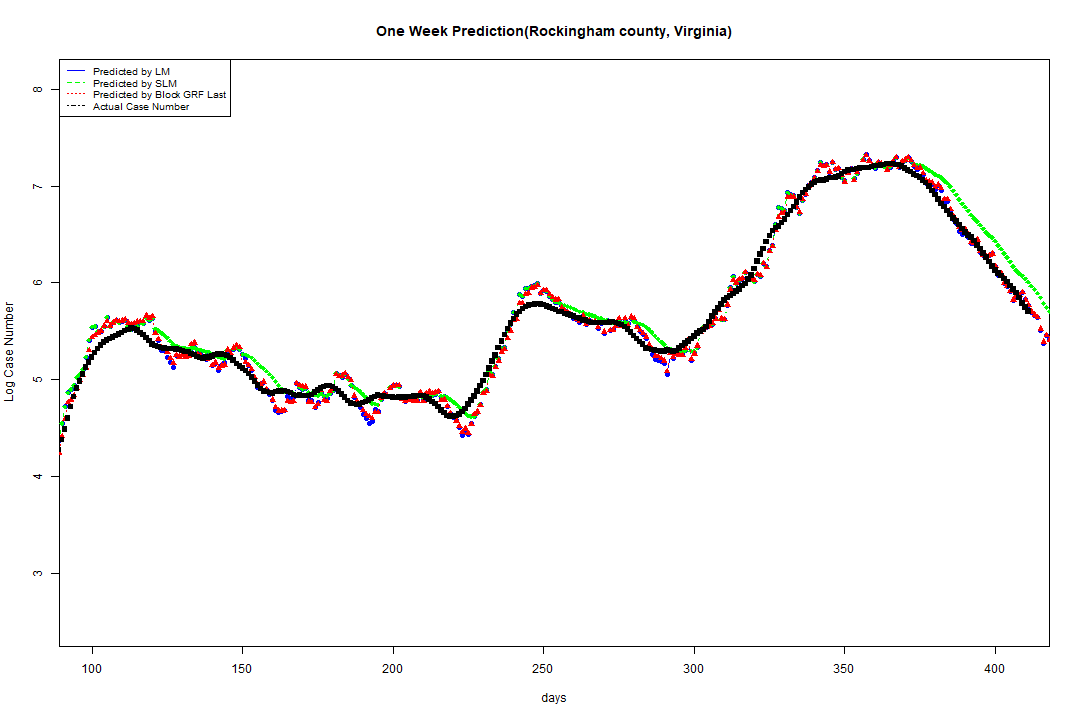 One Week Prediction(Rockingham county, Virginia)
Predicted by LM
Predicted by SLM
Predicted by Block GRF Last
Actual Case Number
8
7
6
5
4
3
Log Case Number
100 150 200 250 300 350 400
days